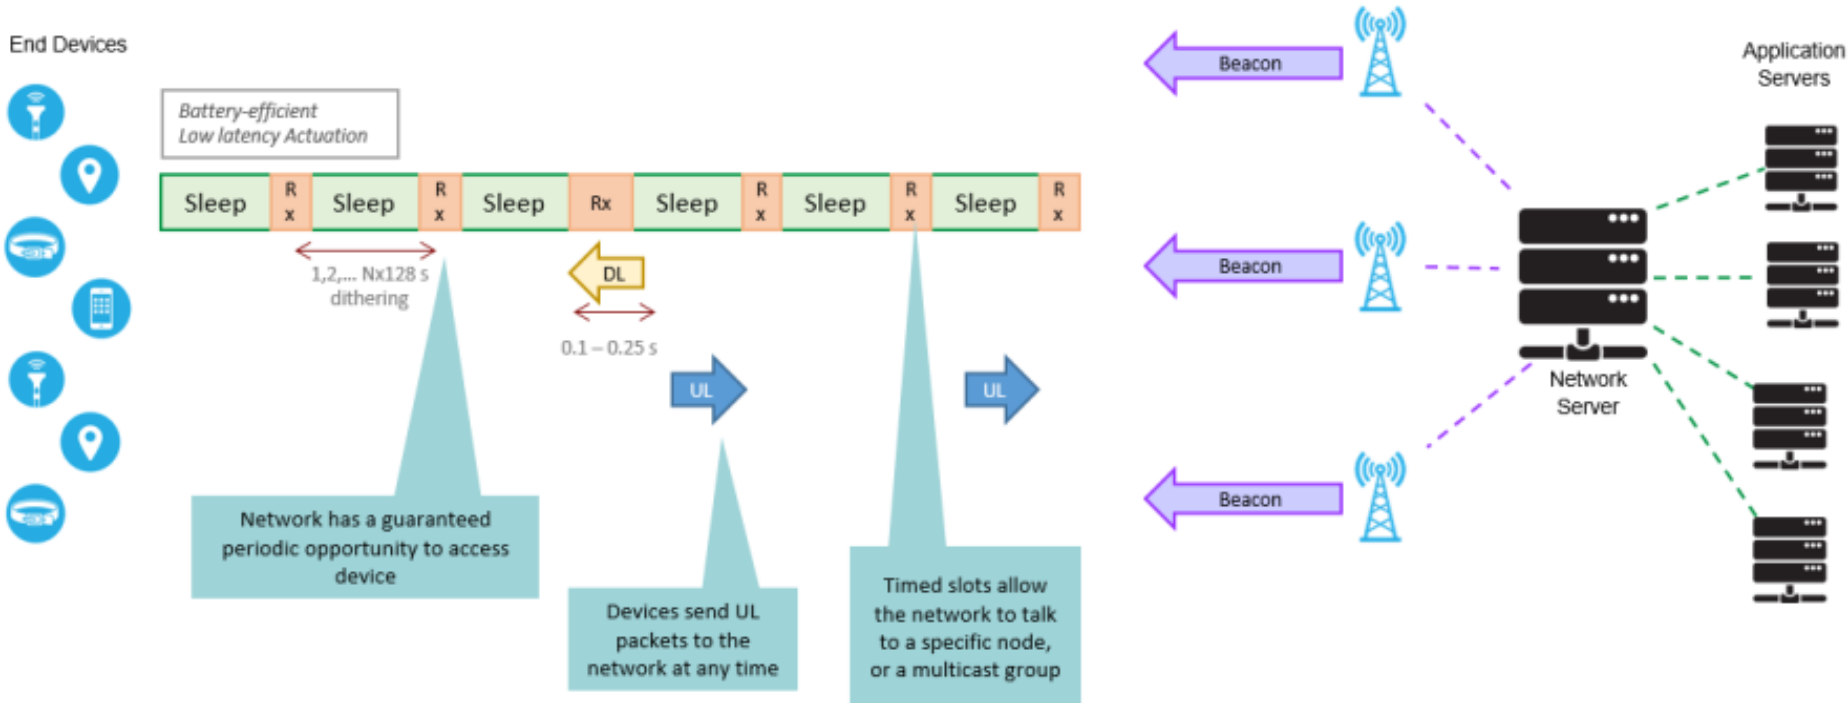 End Devices
Battery-efficient
Low latency Actuation
Sleep
R
x
Sleep
R
x
Sleep
Rx
Sleep
R
x
Sleep
R
x
Sleep
R
x
1,2,... Nx128 s
dithering
DL
0.1 – 0.25 s
UL
UL
Network has a guaranteed
periodic opportunity to access
device
Devices send UL
packets to the
network at any time
Timed slots allow
the network to talk
to a specific node,
or a multicast group
Beacon
Beacon
Beacon
Network
Server
Application
Servers